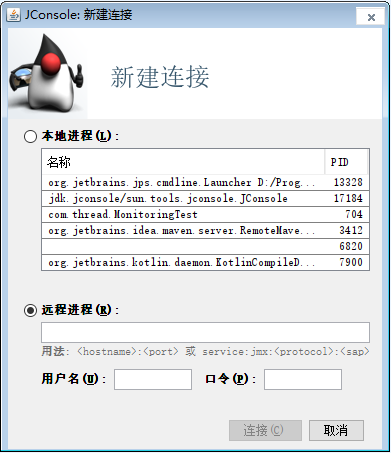 JConsole: 新建连接
新建连接
本地进程(L):
名称 PID
org.jetbrains.jps.cmdline.Launcher D:/Prog... 13328
jdk.jconsole/sun.tools.jconsole.JConsole 17184
com.thread.MonitoringTest 704
org.jetbrains.idea.maven.server.RemoteMave... 3412
6820
org.jetbrains.kotlin.daemon.KotlinCompileD... 7900
远程进程(R):
用法: <hostname>:<port> 或 service:jmx:<protocol>:<sap>
用户名(U): 口令(P):
连接(C) 取消